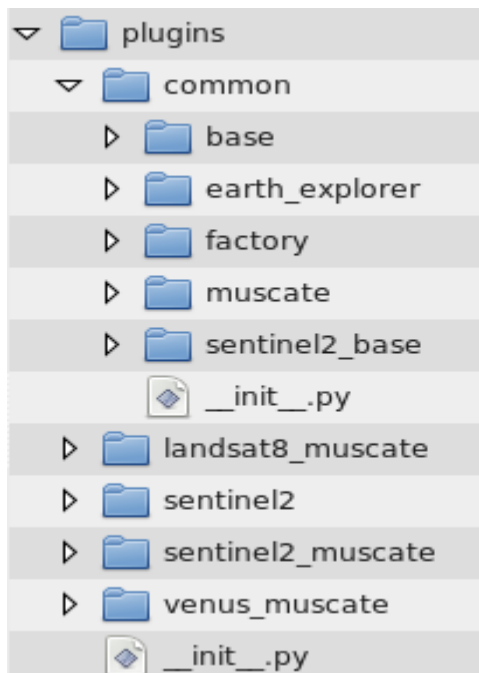 plugins
common
base
earth_explorer
factory
muscate
sentinel2_base
__init__.py
landsat8_muscate
sentinel2
sentinel2_muscate
venus_muscate
__init__.py